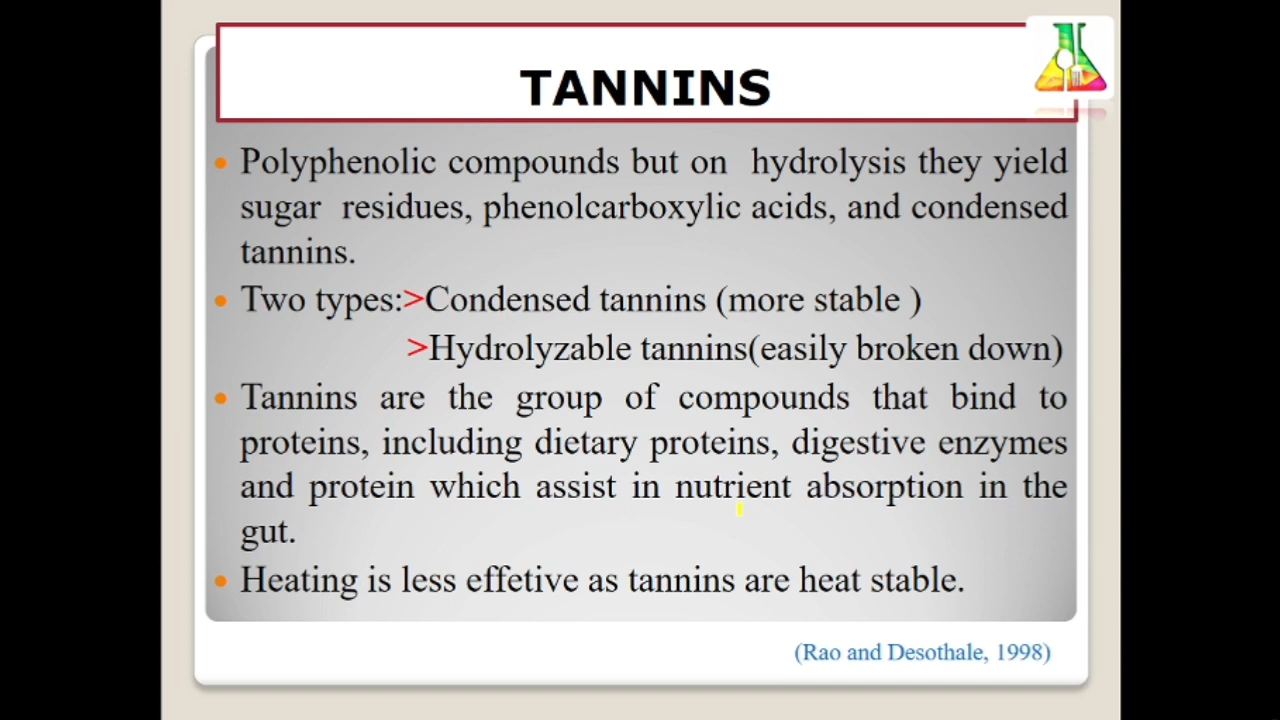 TANNINS
Polyphenolic compounds but on hydrolysis they yield
sugar residues, phenolcarboxylic acids, and condensed
tannins.
Two types:>Condensed tannins (more stable )
>Hydrolyzable tannins(easily broken down)
Tannins are the group of compounds that bind to
proteins, including dietary proteins, digestive enzymes
and protein which assist in nutrient absorption in the
gut.
Heating is less effetive as tannins are heat stable.
(Rao and Desothale, 1998)